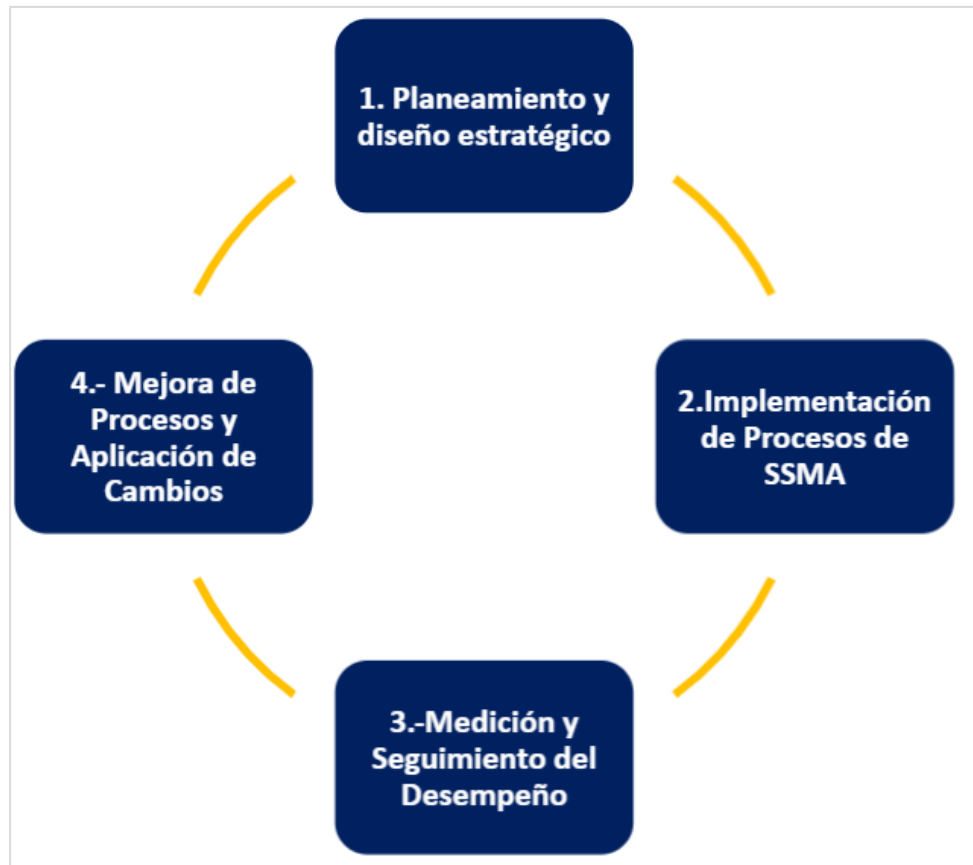 1. Planeamiento y
diseño estratégico
2.Implementación
de Procesos de
SSMA
3.-Medición y
Seguimiento del
Desempeño
4.- Mejora de
Procesos y
Aplicación de
Cambios